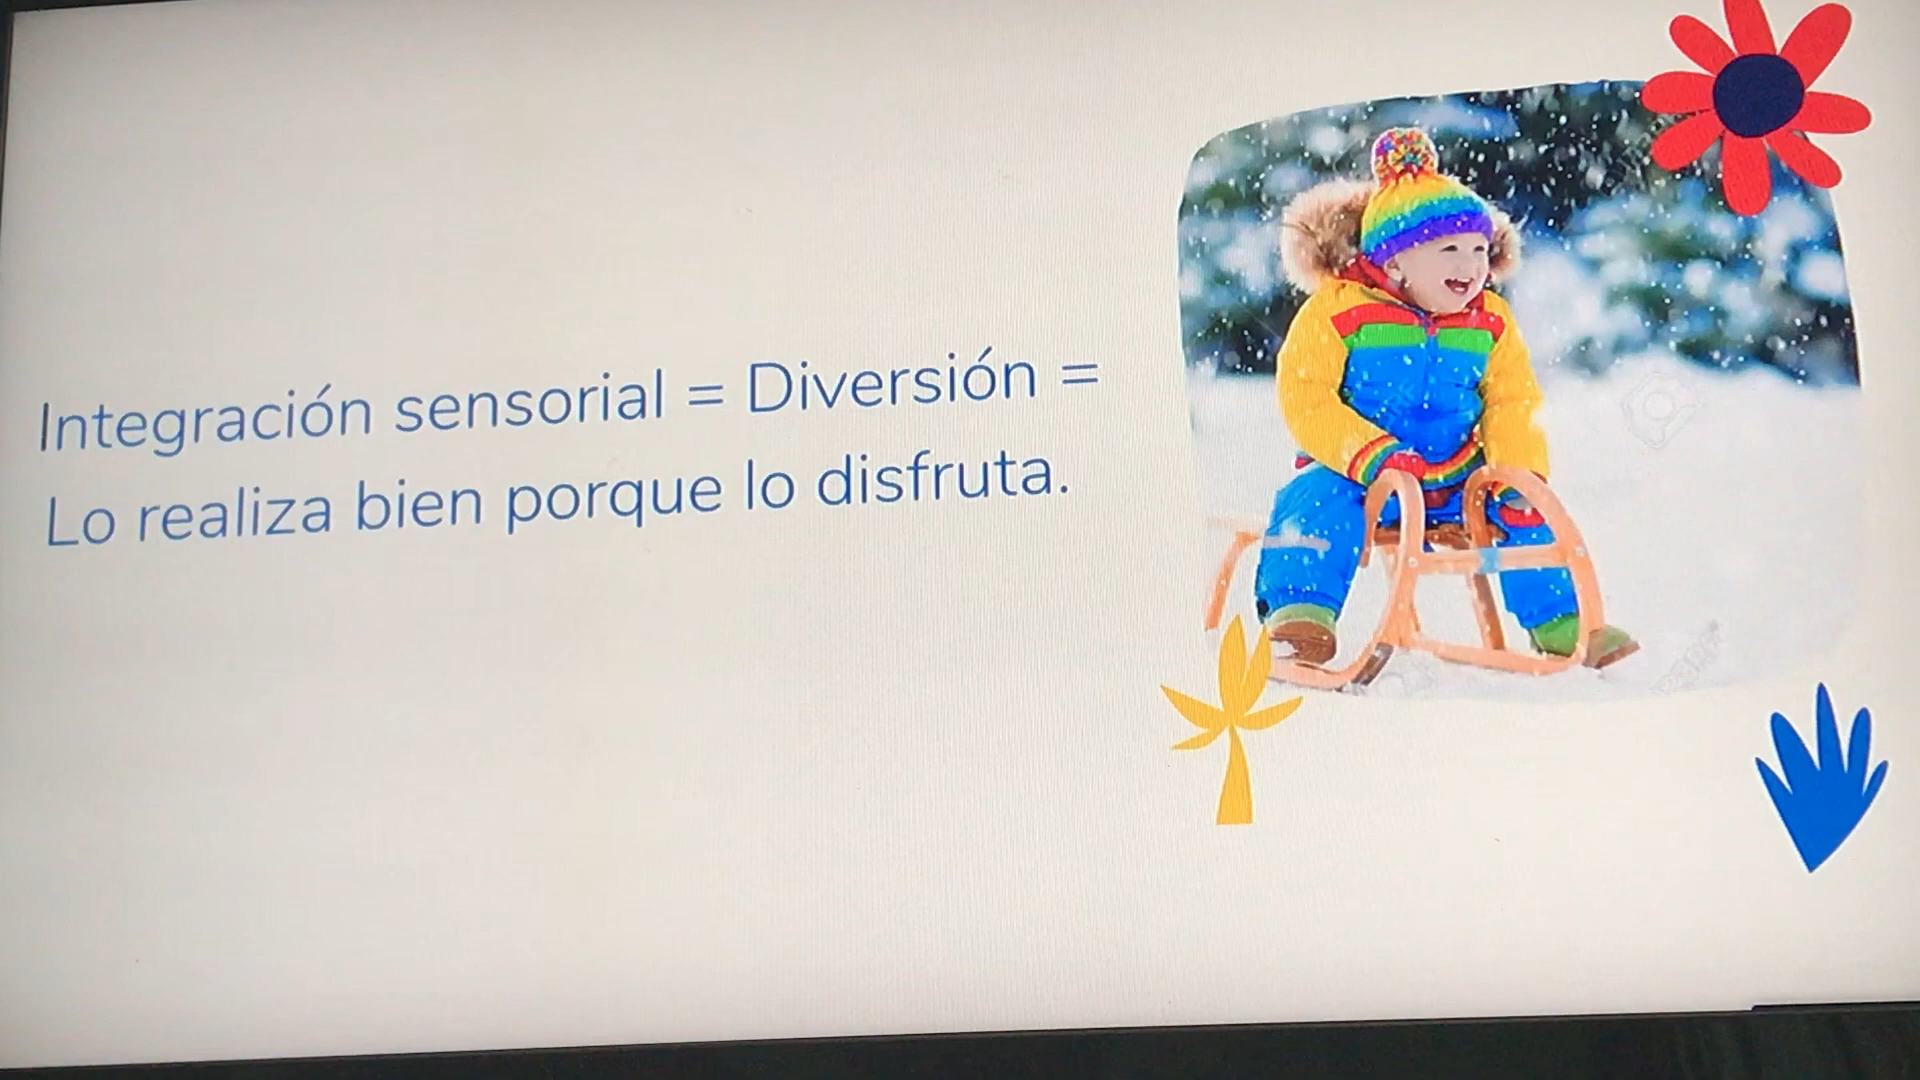 Integración sensorial = Diversión =
Lo realiza bien porque lo disfruta.